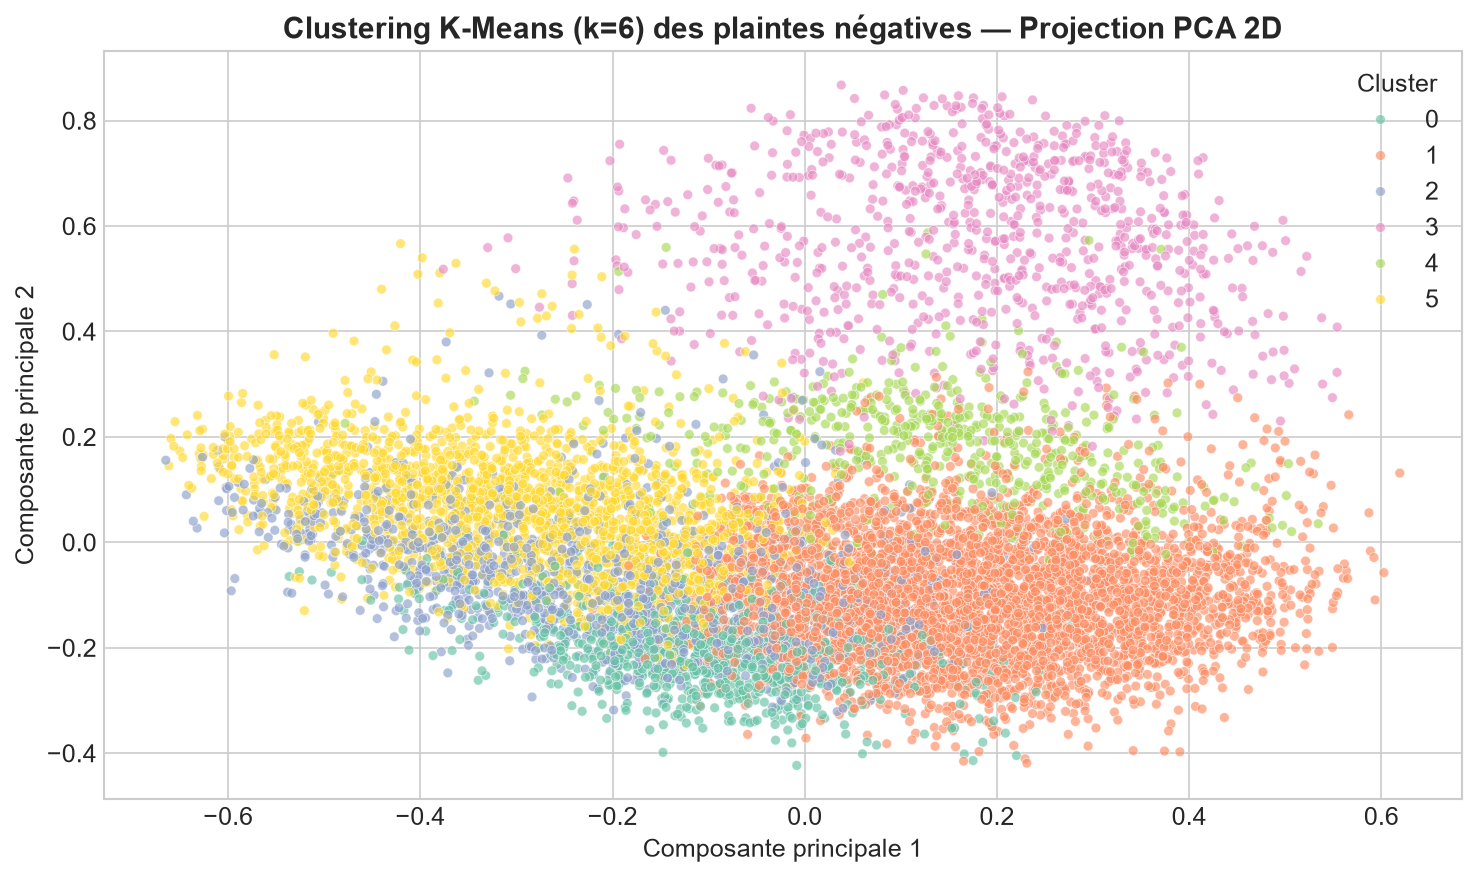 Clustering K-Means (k=6) des plaintes négatives — Projection PCA 2D
Composante principale 2
0.8
0.6
0.4
0.2
0.0
−0.2
−0.4
Cluster
0
1
2
3
4
5
−0.6 −0.4 −0.2 0.0 0.2 0.4 0.6
Composante principale 1